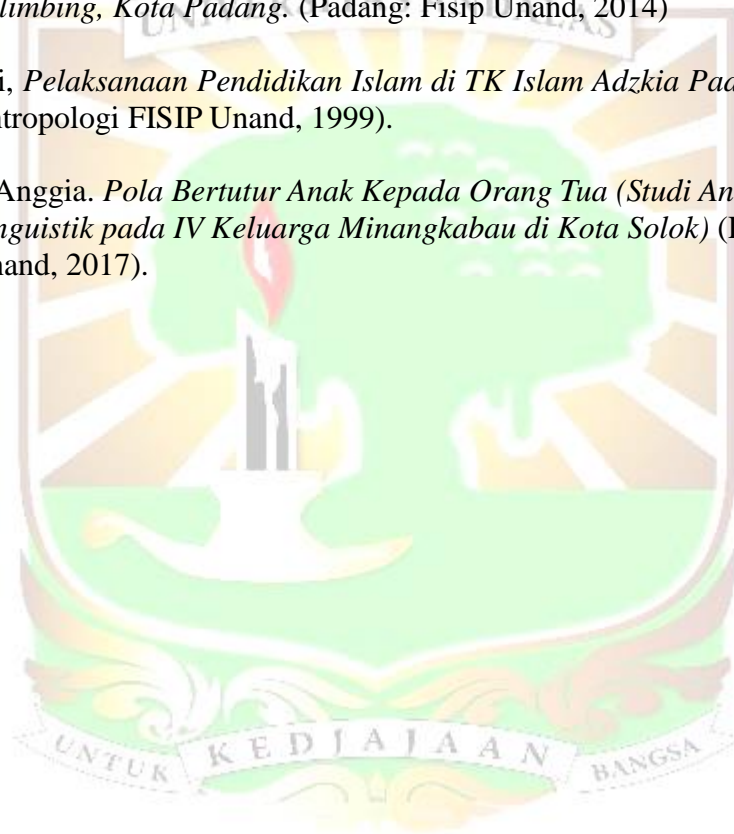 limbing, Kota Padang. (Padang: Fisip Unand, 2014)
i, Pelaksanaan Pendidikan Islam di TK Islam Adzkia Pad
ntropologi FISIP Unand, 1999).
Anggia. Pola Bertutur Anak Kepada Orang Tua (Studi An
nguistik pada IV Keluarga Minangkabau di Kota Solok) (
nand, 2017).
UNTUK KEDJAJAAN BANGSA